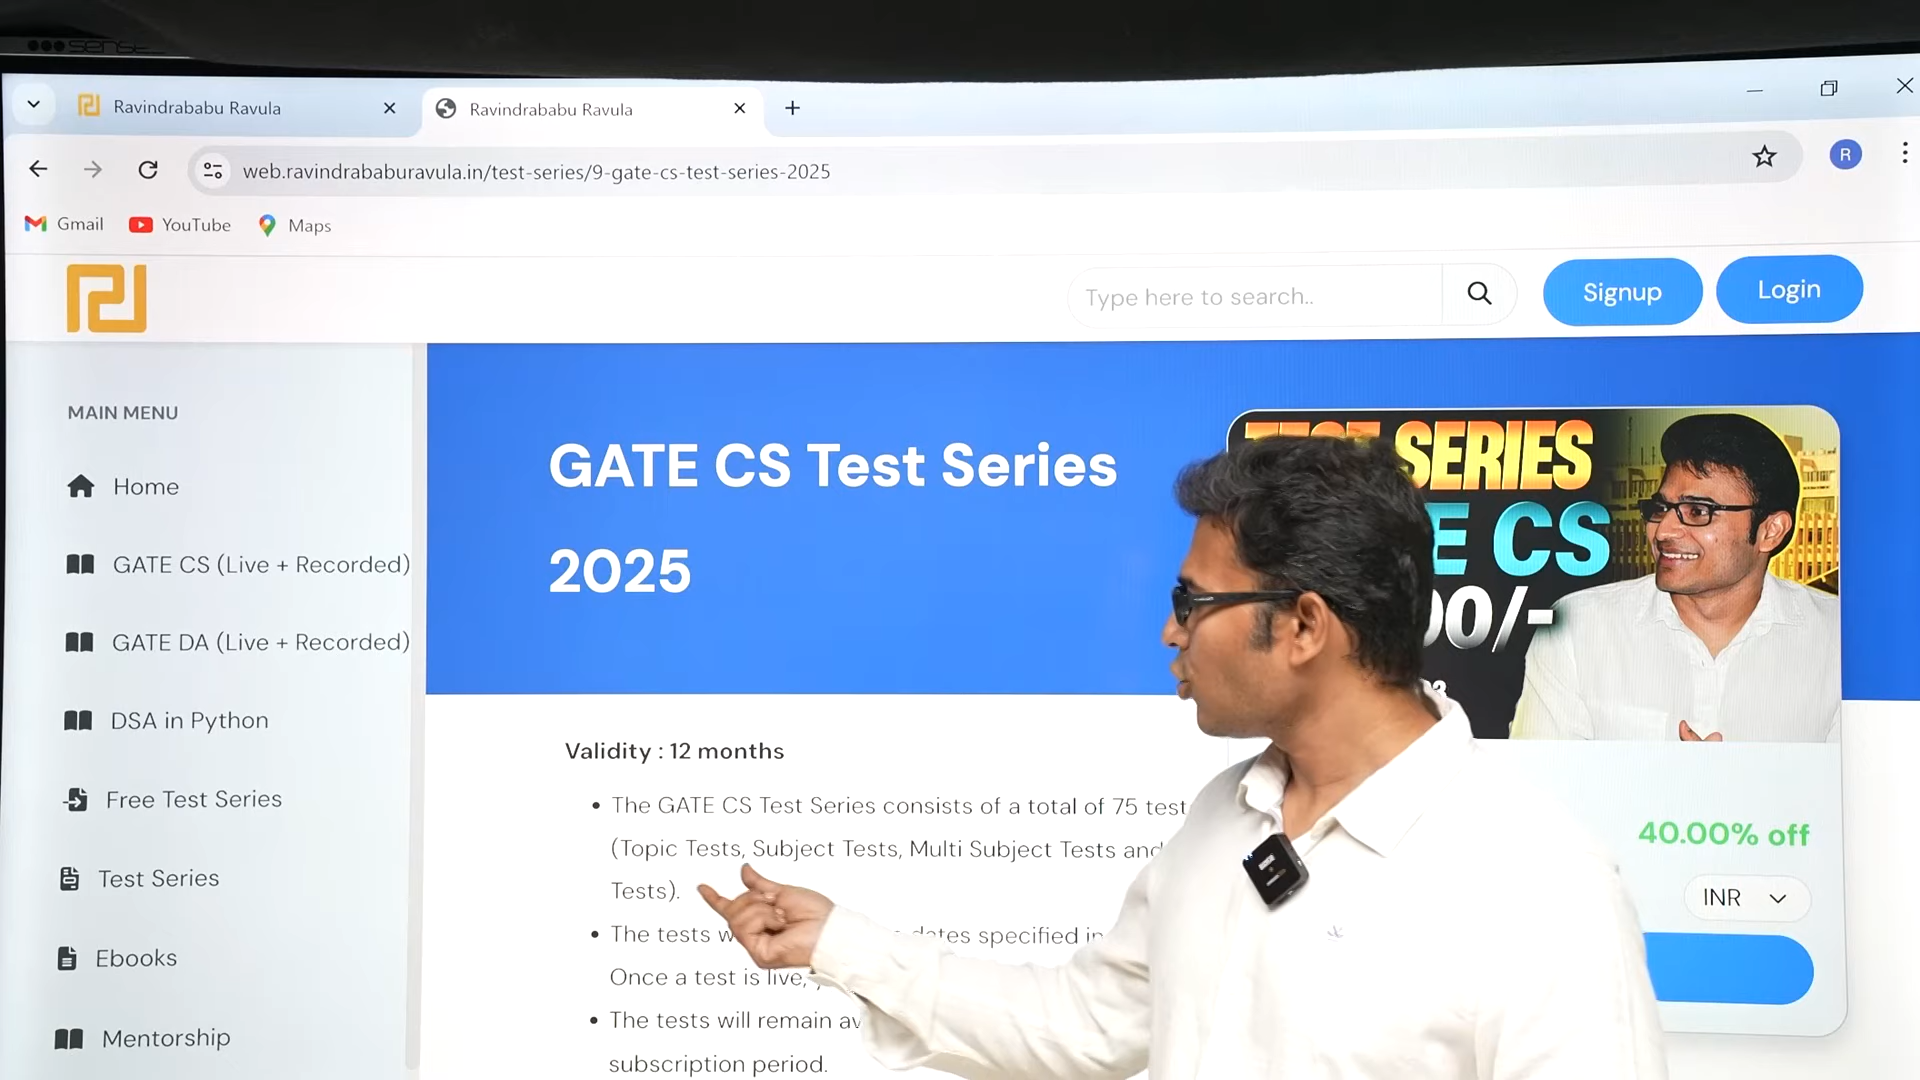 Ravindrababu Ravula
Ravindrababu Ravula
web.ravindrababuravula.in/test-series/9-gate-cs-test-series-2025
R
Gmail
YouTube
Maps
Type here to search..
Signup
Login
MAIN MENU
Home
GATE CS (Live + Recorded)
GATE DA (Live + Recorded)
DSA in Python
Free Test Series
Test Series
Ebooks
Mentorship
GATE CS Test Series
2025
TEST SERIES
E CS
00/-
Validity : 12 months
The GATE CS Test Series consists of a total of 75 test
(Topic Tests, Subject Tests, Multi Subject Tests and
Tests).
The tests w dates specified in
Once a test is live,
The tests will remain av
subscription period.
40.00% off
INR